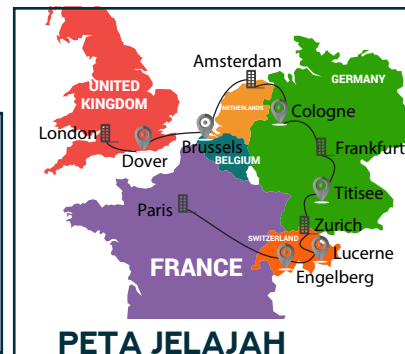 Amsterdam
UNITED
KINGDOM
GERMANY
NETHERLANDS
Cologne
London
Dover
Brussels
BELGIUM
Frankfurt
Titisee
Paris
Zurich
SWITZERLAND
Lucerne
FRANCE
Engelberg
PETA JELAJAH